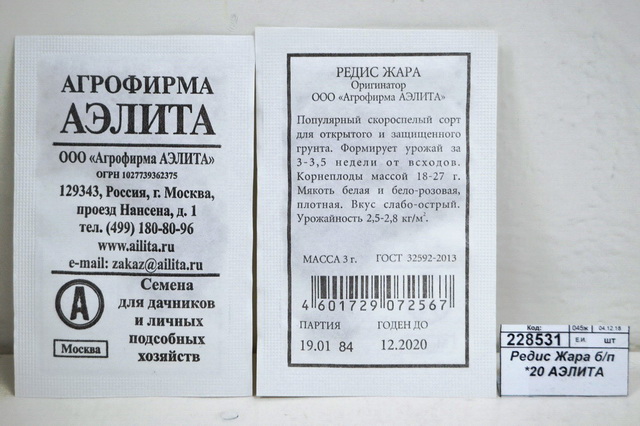 АГРОФИРМА
АЭЛИТА
ООО «Агрофирма АЭЛИТА»
ОГРН 1027739362375
129343, Россия, г. Москва,
проезд Нансена, д. 1
тел. (499) 180-80-96
www.ailita.ru
e-mail: zakaz@ailita.ru
А
Москва
Семена
для дачников
и личных
подсобных
хозяйств
РЕДИС ЖАРА
Оригинатор
ООО «Агрофирма АЭЛИТА»
Популярный скороспелый сорт
для открытого и защищенного
грунта. Формирует урожай за
3-3,5 недели от всходов.
Корнеплоды массой 18-27 г.
Мякоть белая и бело-розовая,
плотная. Вкус слабо-острый.
Урожайность 2,5-2,8 кг/м².
МАССА 3 г. ГОСТ 32592-2013
4 601729 072567
ПАРТИЯ ГОДЕН ДО
19.01 84 12.2020
Код: 045к 04.12.18
228531 Е.И. шт
Редис Жара б/п
*20 АЭЛИТА